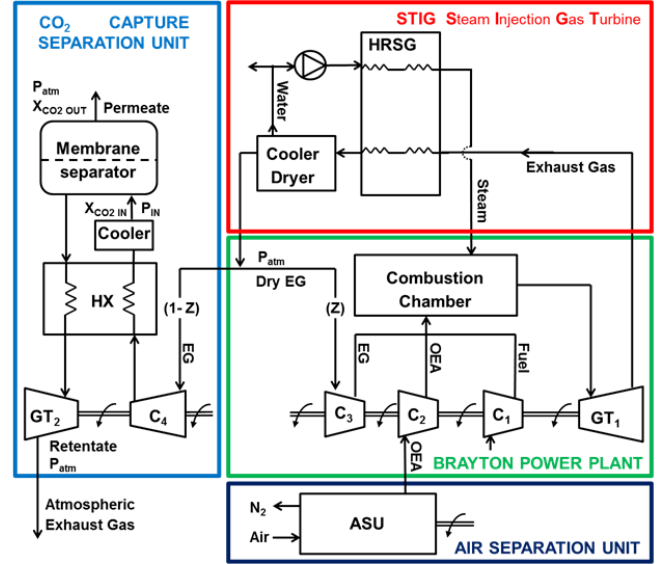 CO2 CAPTURE
SEPARATION UNIT
Patm
XCO2 OUT
Permeate
Membrane
separator
XCO2 IN PIN
Cooler
HX
(1- Z)
EG
GT2
C4
Retentate
Patm
Atmospheric
Exhaust Gas
STIG Steam Injection Gas Turbine
HRSG
Water
Cooler
Dryer
Exhaust Gas
Steam
Patm
Dry EG
(Z)
Combustion
Chamber
EG
OEA
Fuel
C3
C2
C1
GT1
OEA
BRAYTON POWER PLANT
N2
Air
ASU
AIR SEPARATION UNIT